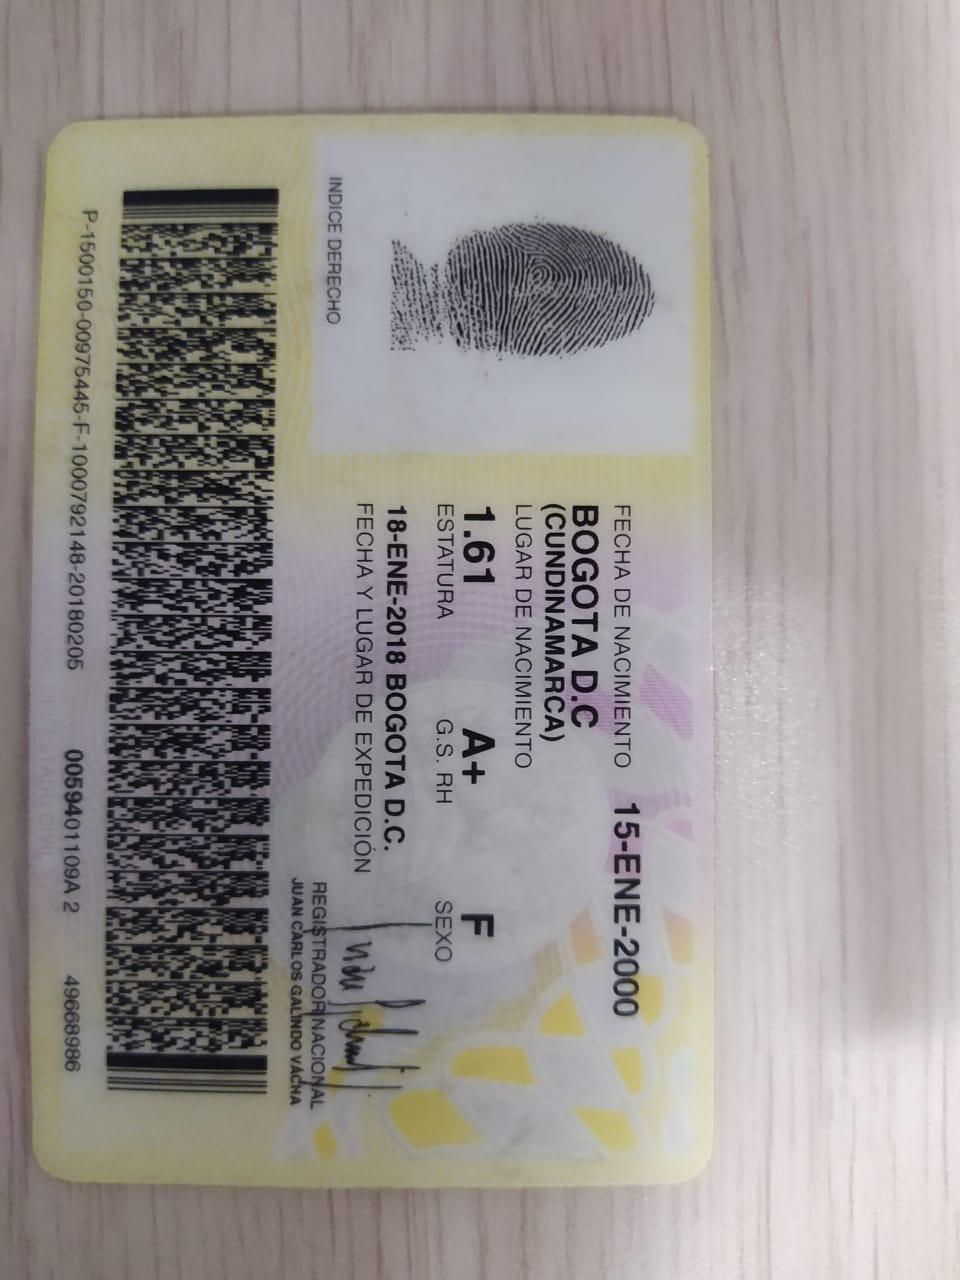 FECHA DE NACIMIENTO 15-ENE-2000
BOGOTA D.C
(CUNDINAMARCA)
LUGAR DE NACIMIENTO
1.61 A+ F
ESTATURA G.S. RH SEXO
18-ENE-2018 BOGOTA D.C.
FECHA Y LUGAR DE EXPEDICIÓN
INDICE DERECHO
REGISTRADOR NACIONAL
JUAN CARLOS GALINDO VÁCHA
P-1500150-00975445-F-1000792148-20180205 0059401109A 2 49668986